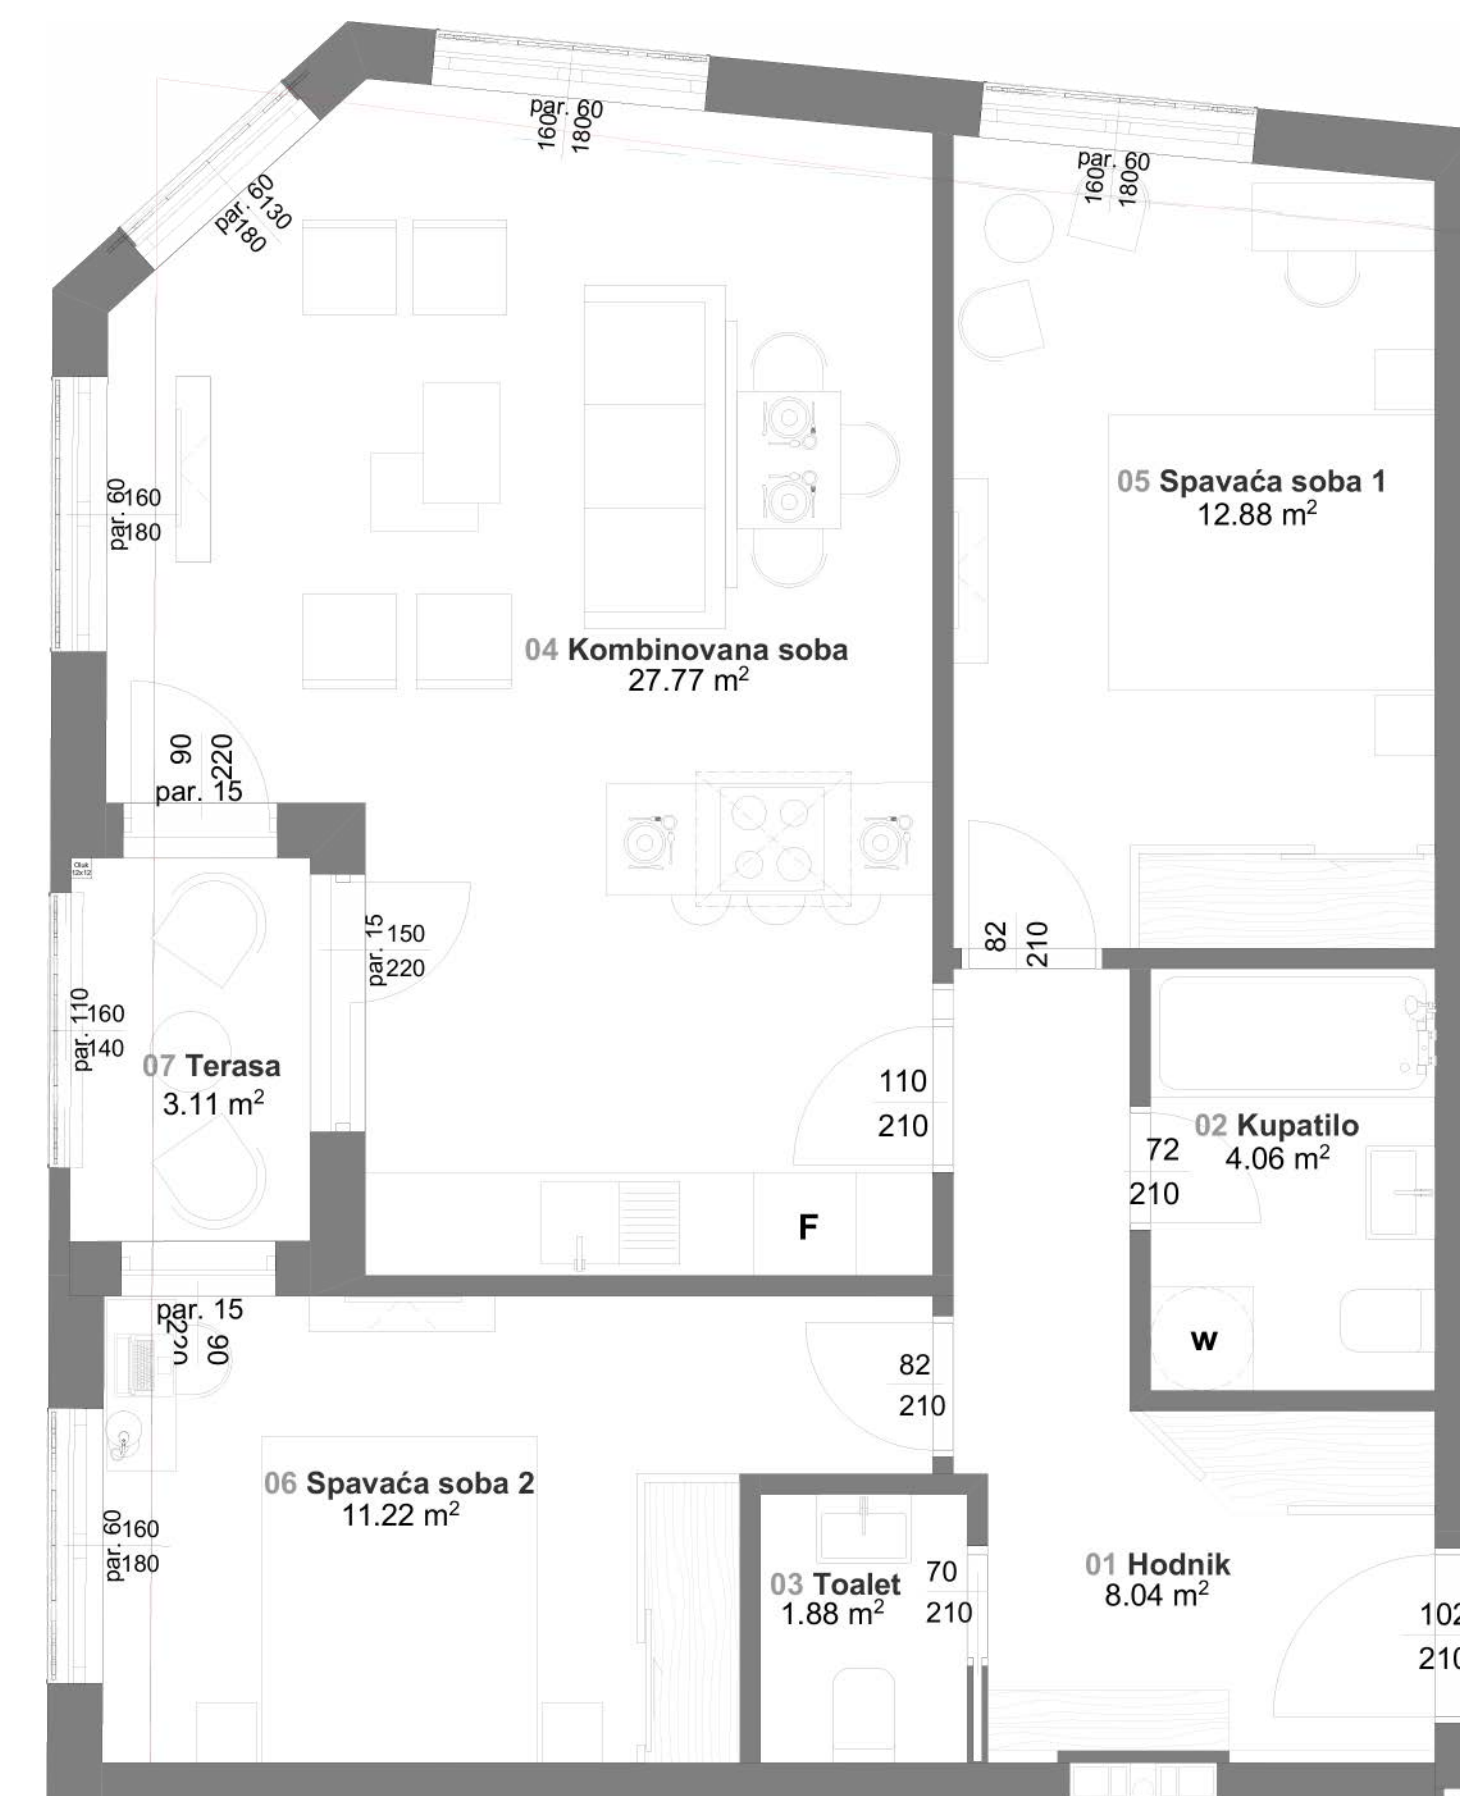 par. 60
160
180
par. 60
160
180
par. 60
130
180
05 Spavaća soba 1
12.88 m²
par. 60
160
180
04 Kombinovana soba
27.77 m²
90
220
par. 15
Oluk
12x12
par. 15
150
220
82
210
par. 110
160
140
07 Terasa
3.11 m²
110
210
02 Kupatilo
4.06 m²
72
210
F
par. 15
220
90
W
82
210
06 Spavaća soba 2
11.22 m²
par. 60
160
180
03 Toalet
1.88 m²
70
210
01 Hodnik
8.04 m²
102
210